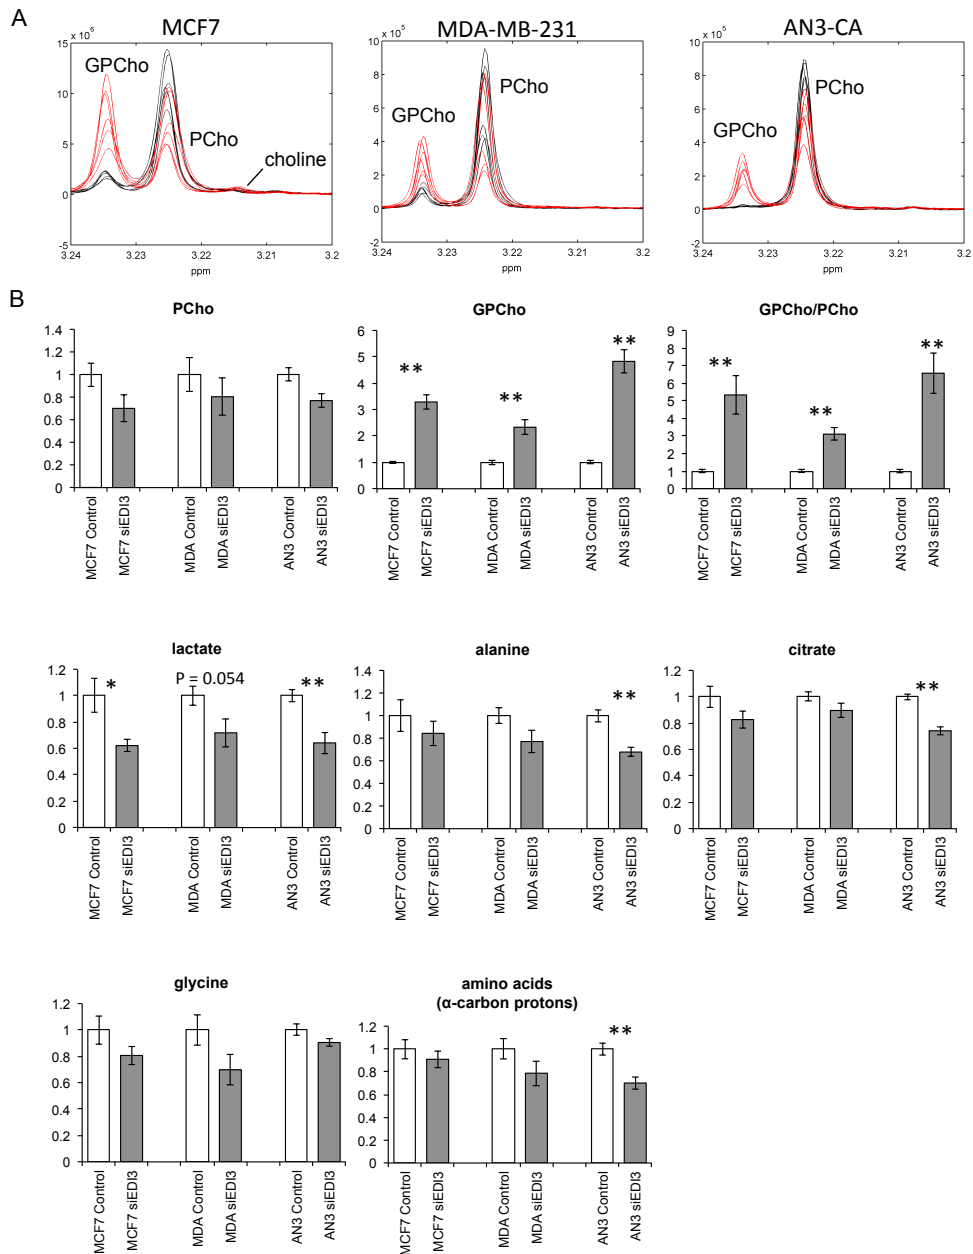 A
MCF7
MDA-MB-231
AN3-CA
x 10⁶
15
10
5
0
-5
GPCho
PCho
choline
3.24 3.23 3.22 3.21 3.2
ppm
x 10⁵
10
8
6
4
2
0
-2
GPCho
PCho
3.24 3.23 3.22 3.21 3.2
ppm
x 10⁵
10
8
6
4
2
0
-2
GPCho
PCho
3.24 3.23 3.22 3.21 3.2
ppm
B
PCho
1.4
1.2
1
0.8
0.6
0.4
0.2
0
MCF7 Control
MCF7 siEDI3
MDA Control
MDA siEDI3
AN3 Control
AN3 siEDI3
GPCho
6
5
4
3
2
1
0
**
**
**
MCF7 Control
MCF7 siEDI3
MDA Control
MDA siEDI3
AN3 Control
AN3 siEDI3
GPCho/PCho
9
8
7
6
5
4
3
2
1
0
**
**
**
MCF7 Control
MCF7 siEDI3
MDA Control
MDA siEDI3
AN3 Control
AN3 siEDI3
lactate
1.2
1
0.8
0.6
0.4
0.2
0
*
P = 0.054
**
MCF7 Control
MCF7 siEDI3
MDA Control
MDA siEDI3
AN3 Control
AN3 siEDI3
alanine
1.4
1.2
1
0.8
0.6
0.4
0.2
0
**
MCF7 Control
MCF7 siEDI3
MDA Control
MDA siEDI3
AN3 Control
AN3 siEDI3
citrate
1.2
1
0.8
0.6
0.4
0.2
0
**
MCF7 Control
MCF7 siEDI3
MDA Control
MDA siEDI3
AN3 Control
AN3 siEDI3
glycine
1.2
1
0.8
0.6
0.4
0.2
0
MCF7 Control
MCF7 siEDI3
MDA Control
MDA siEDI3
AN3 Control
AN3 siEDI3
amino acids
(α-carbon protons)
1.2
1
0.8
0.6
0.4
0.2
0
**
MCF7 Control
MCF7 siEDI3
MDA Control
MDA siEDI3
AN3 Control
AN3 siEDI3